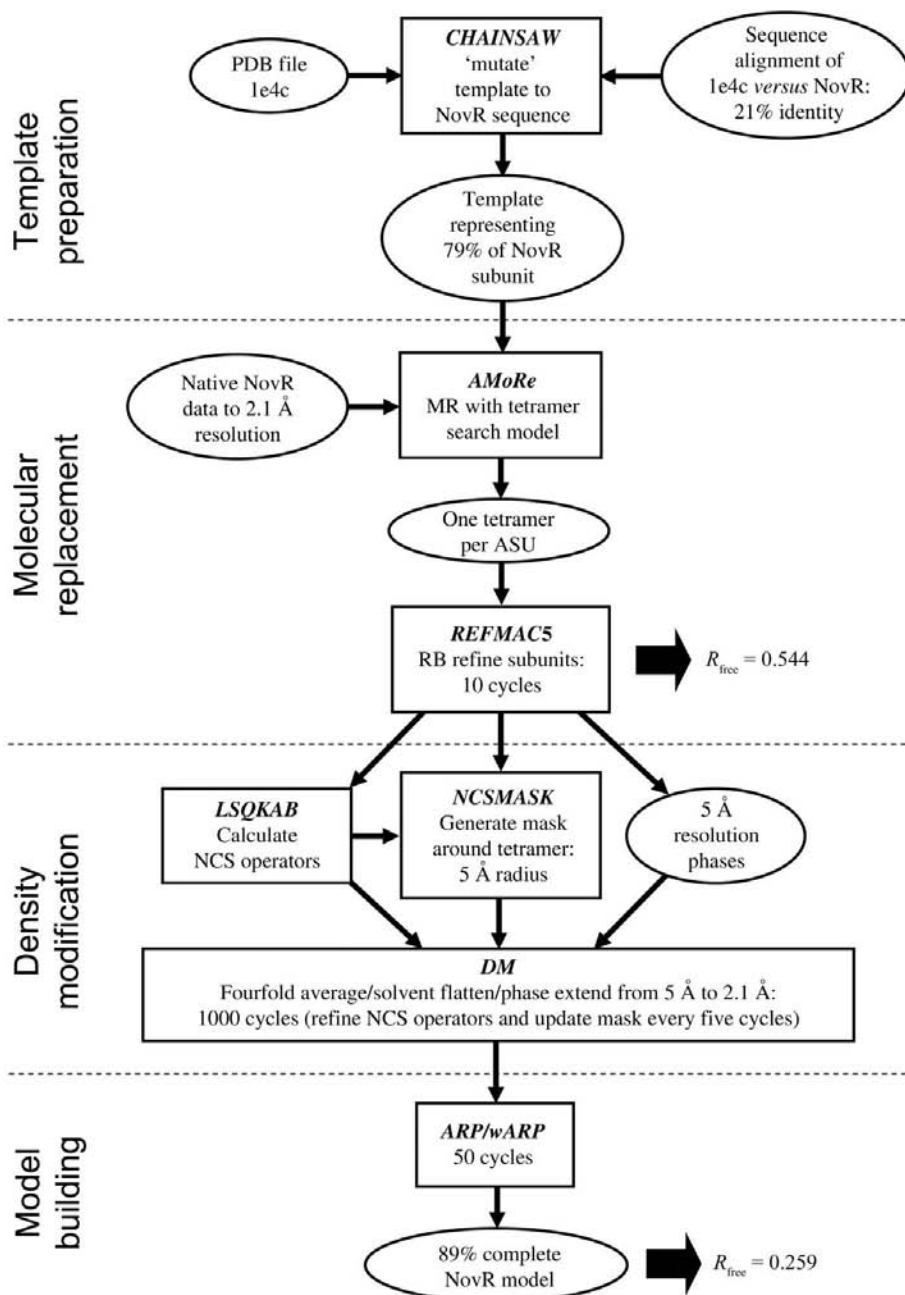 Template
preparation
PDB file
1e4c
CHAINSAW
‘mutate’
template to
NovR sequence
Sequence
alignment of
1e4c versus NovR:
21% identity
Template
representing
79% of NovR
subunit
Molecular
replacement
Native NovR
data to 2.1 Å
resolution
AMoRe
MR with tetramer
search model
One tetramer
per ASU
REFMAC5
RB refine subunits:
10 cycles
Rfree = 0.544
Density
modification
LSQKAB
Calculate
NCS operators
NCSMASK
Generate mask
around tetramer:
5 Å radius
5 Å
resolution
phases
DM
Fourfold average/solvent flatten/phase extend from 5 Å to 2.1 Å:
1000 cycles (refine NCS operators and update mask every five cycles)
Model
building
ARP/wARP
50 cycles
89% complete
NovR model
Rfree = 0.259